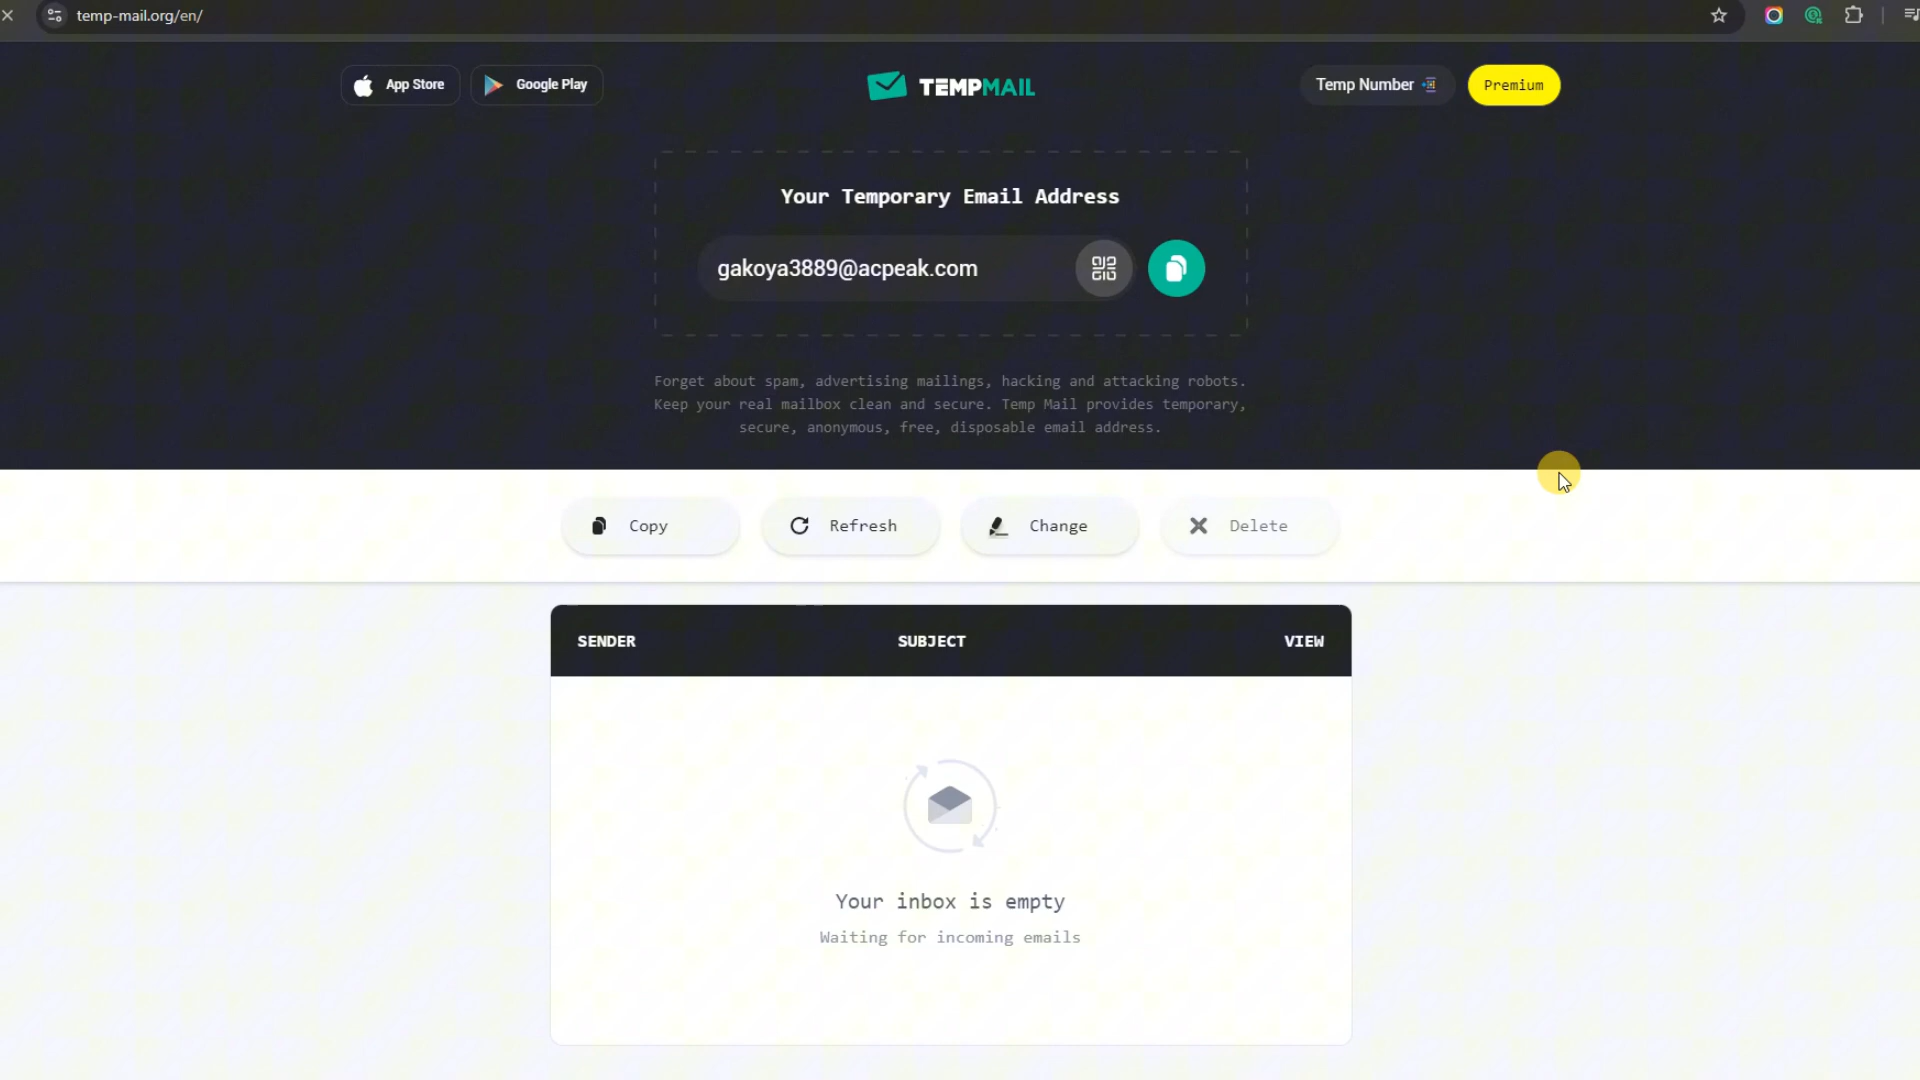 temp-mail.org/en/
App Store
Google Play
TEMPMAIL
Temp Number
Premium
Your Temporary Email Address
gakoya3889@acpeak.com
Forget about spam, advertising mailings, hacking and attacking robots.
Keep your real mailbox clean and secure. Temp Mail provides temporary,
secure, anonymous, free, disposable email address.
Copy
Refresh
Change
Delete
SENDER
SUBJECT
VIEW
Your inbox is empty
Waiting for incoming emails